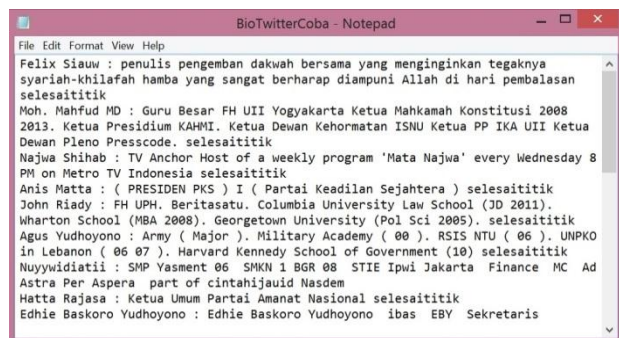 BioTwitterCoba - Notepad
File Edit Format View Help
Felix Siauw : penulis pengemban dakwah bersama yang menginginkan tegaknya
syariah-khilafah hamba yang sangat berharap diampuni Allah di hari pembalasan
selesaititik
Moh. Mahfud MD : Guru Besar FH UII Yogyakarta Ketua Mahkamah Konstitusi 2008
2013. Ketua Presidium KAHMI. Ketua Dewan Kehormatan ISNU Ketua PP IKA UII Ketua
Dewan Pleno Presscode. selesaititik
Najwa Shihab : TV Anchor Host of a weekly program 'Mata Najwa' every Wednesday 8
PM on Metro TV Indonesia selesaititik
Anis Matta : ( PRESIDEN PKS ) I ( Partai Keadilan Sejahtera ) selesaititik
John Riady : FH UPH. Beritasatu. Columbia University Law School (JD 2011).
Wharton School (MBA 2008). Georgetown University (Pol Sci 2005). selesaititik
Agus Yudhoyono : Army ( Major ). Military Academy ( 00 ). RSIS NTU ( 06 ). UNPKO
in Lebanon ( 06 07 ). Harvard Kennedy School of Government (10) selesaititik
Nuyywidiatii : SMP Yasment 06  SMKN 1 BGR 08  STIE Ipwi Jakarta  Finance  MC  Ad
Astra Per Aspera  part of cintahijauid Nasdem
Hatta Rajasa : Ketua Umum Partai Amanat Nasional selesaititik
Edhie Baskoro Yudhoyono : Edhie Baskoro Yudhoyono  ibas  EBY  Sekretaris